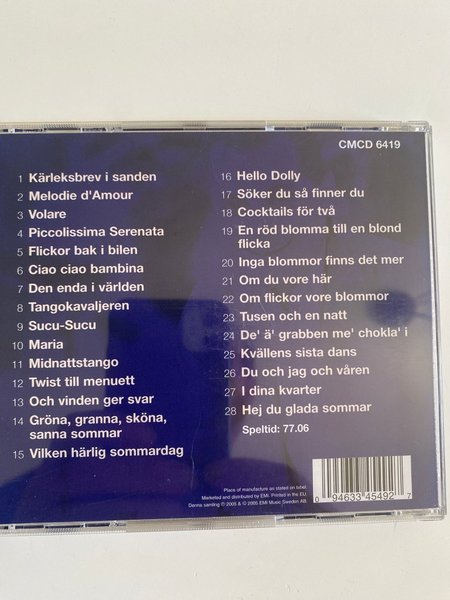 CMCD 6419
1 Kärleksbrev i sanden
2 Melodie d'Amour
3 Volare
4 Piccolissima Serenata
5 Flickor bak i bilen
6 Ciao ciao bambina
7 Den enda i världen
8 Tangokavaljeren
9 Sucu-Sucu
10 Maria
11 Midnattstango
12 Twist till menuett
13 Och vinden ger svar
14 Gröna, granna, sköna,
sanna sommar
15 Vilken härlig sommardag
16 Hello Dolly
17 Söker du så finner du
18 Cocktails för två
19 En röd blomma till en blond
flicka
20 Inga blommor finns det mer
21 Om du vore här
22 Om flickor vore blommor
23 Tusen och en natt
24 De' ä' grabben me' chokla' i
25 Kvällens sista dans
26 Du och jag och våren
27 I dina kvarter
28 Hej du glada sommar
Speltid: 77.06
Place of manufacture as stated on label.
Marketed and distributed by EMI. Printed in the EU.
Denna samling © 2005 & © 2005 EMI Music Sweden AB.
0 94633 45492 7